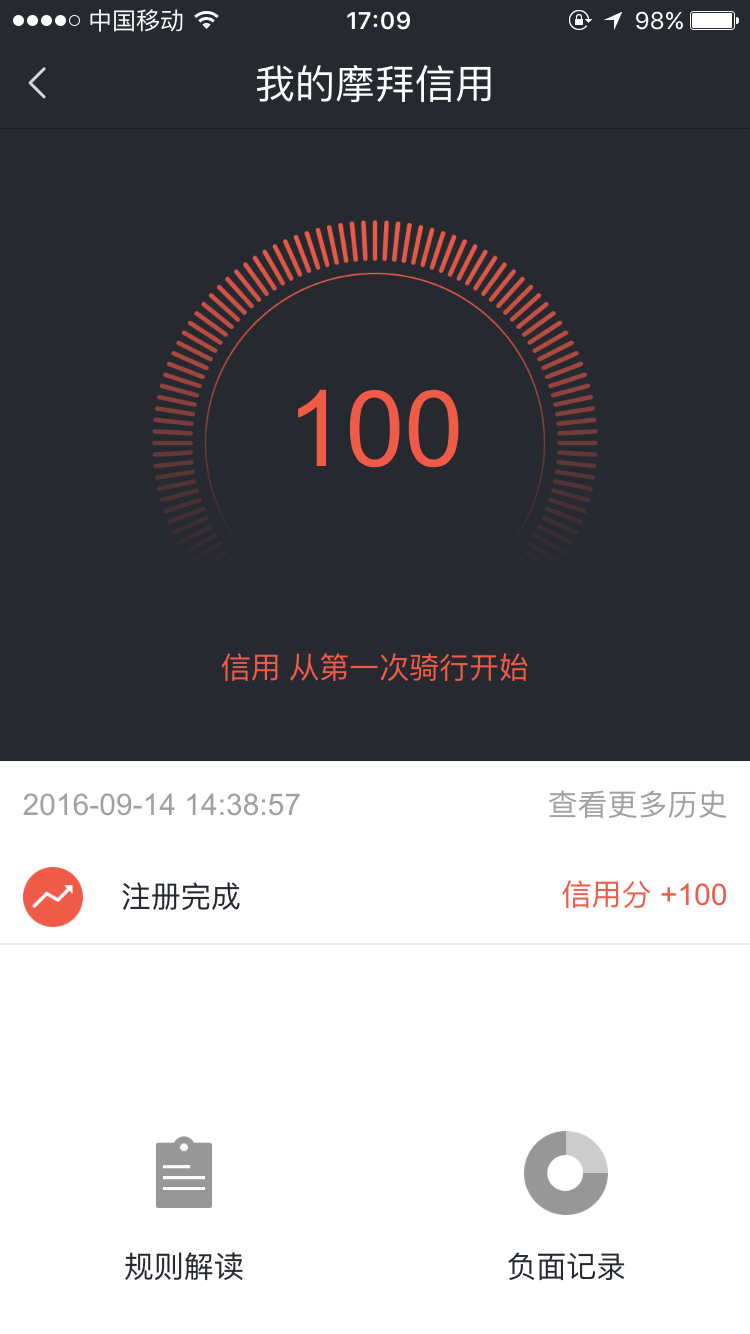 中国移动 17:09 98%
我的摩拜信用
100
信用 从第一次骑行开始
2016-09-14 14:38:57 查看更多历史
注册完成 信用分 +100
规则解读 负面记录